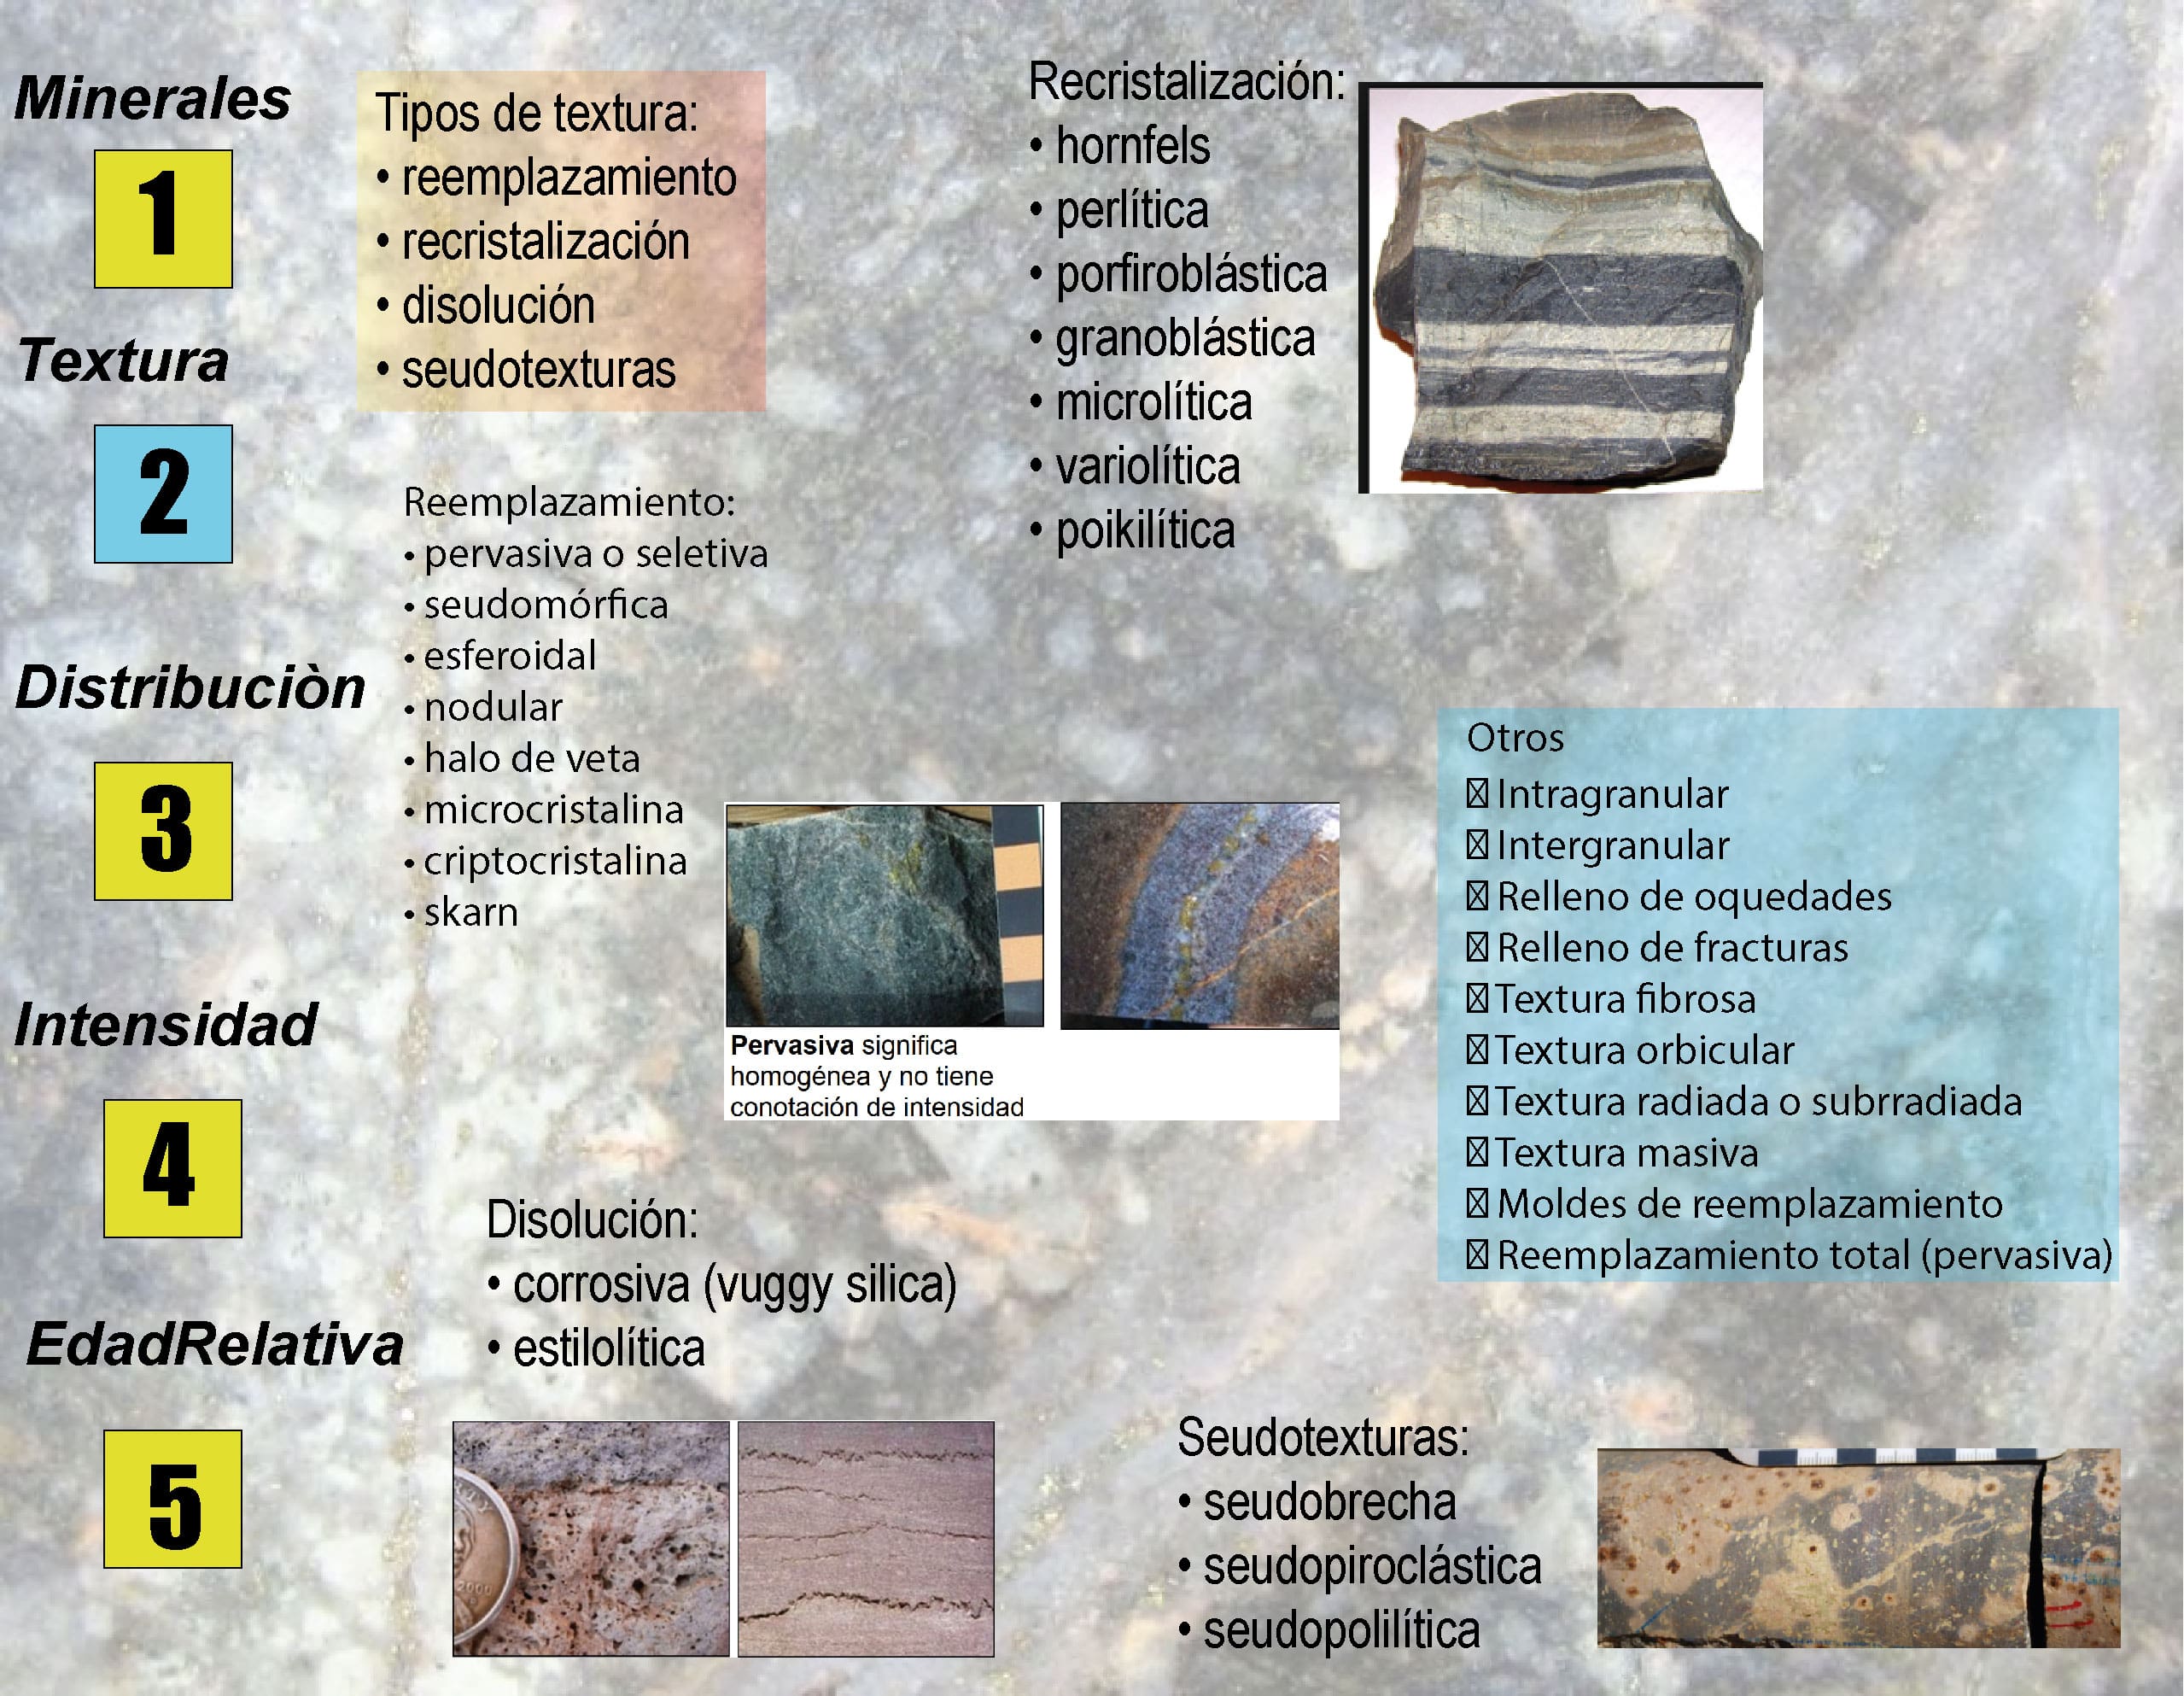 Minerales
1
Textura
2
Distribuciòn
3
Intensidad
4
EdadRelativa
5
Tipos de textura:
• reemplazamiento
• recristalización
• disolución
• seudotexturas
Reemplazamiento:
• pervasiva o seletiva
• seudomórfica
• esferoidal
• nodular
• halo de veta
• microcristalina
• criptocristalina
• skarn
Recristalización:
• hornfels
• perlítica
• porfiroblástica
• granoblástica
• microlítica
• variolítica
• poikilítica
Pervasiva significa
homogénea y no tiene
conotación de intensidad
Otros
Intragranular
Intergranular
Relleno de oquedades
Relleno de fracturas
Textura fibrosa
Textura orbicular
Textura radiada o subrradiada
Textura masiva
Moldes de reemplazamiento
Reemplazamiento total (pervasiva)
Disolución:
• corrosiva (vuggy silica)
• estilolítica
2000
Seudotexturas:
• seudobrecha
• seudopiroclástica
• seudopolilítica